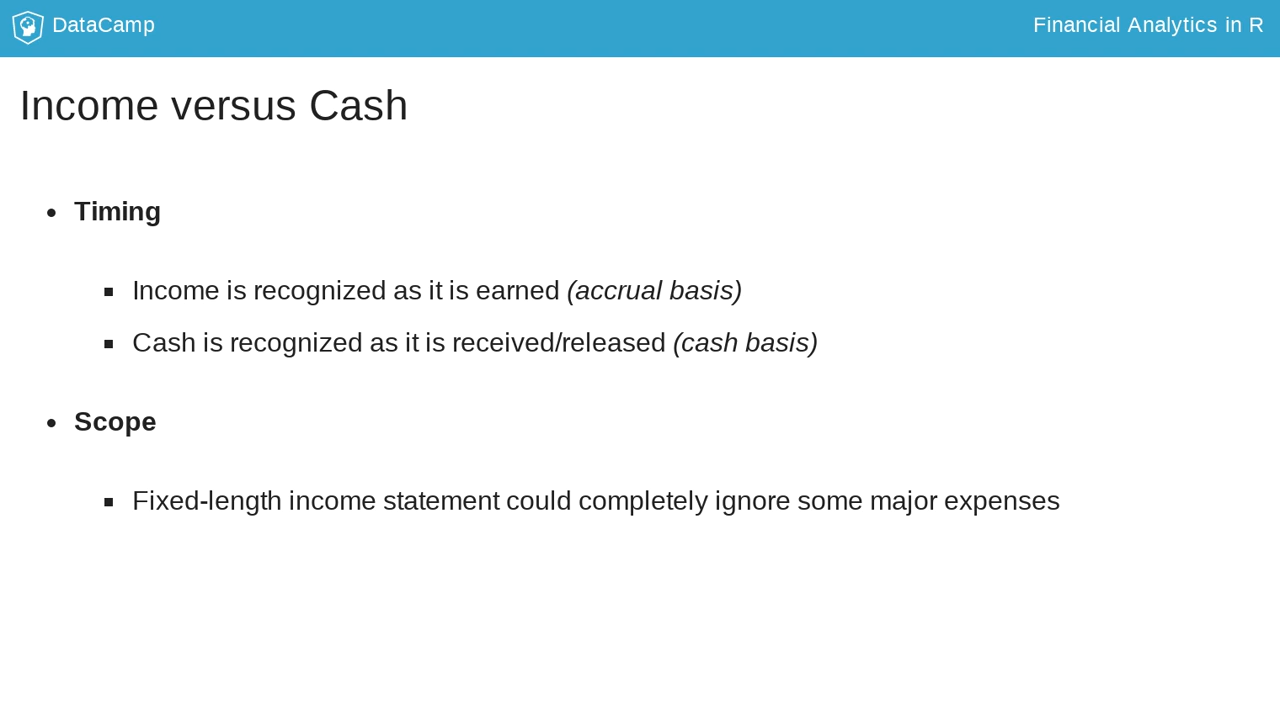 DataCamp
Financial Analytics in R
Income versus Cash
Timing
Income is recognized as it is earned (accrual basis)
Cash is recognized as it is received/released (cash basis)
Scope
Fixed-length income statement could completely ignore some major expenses